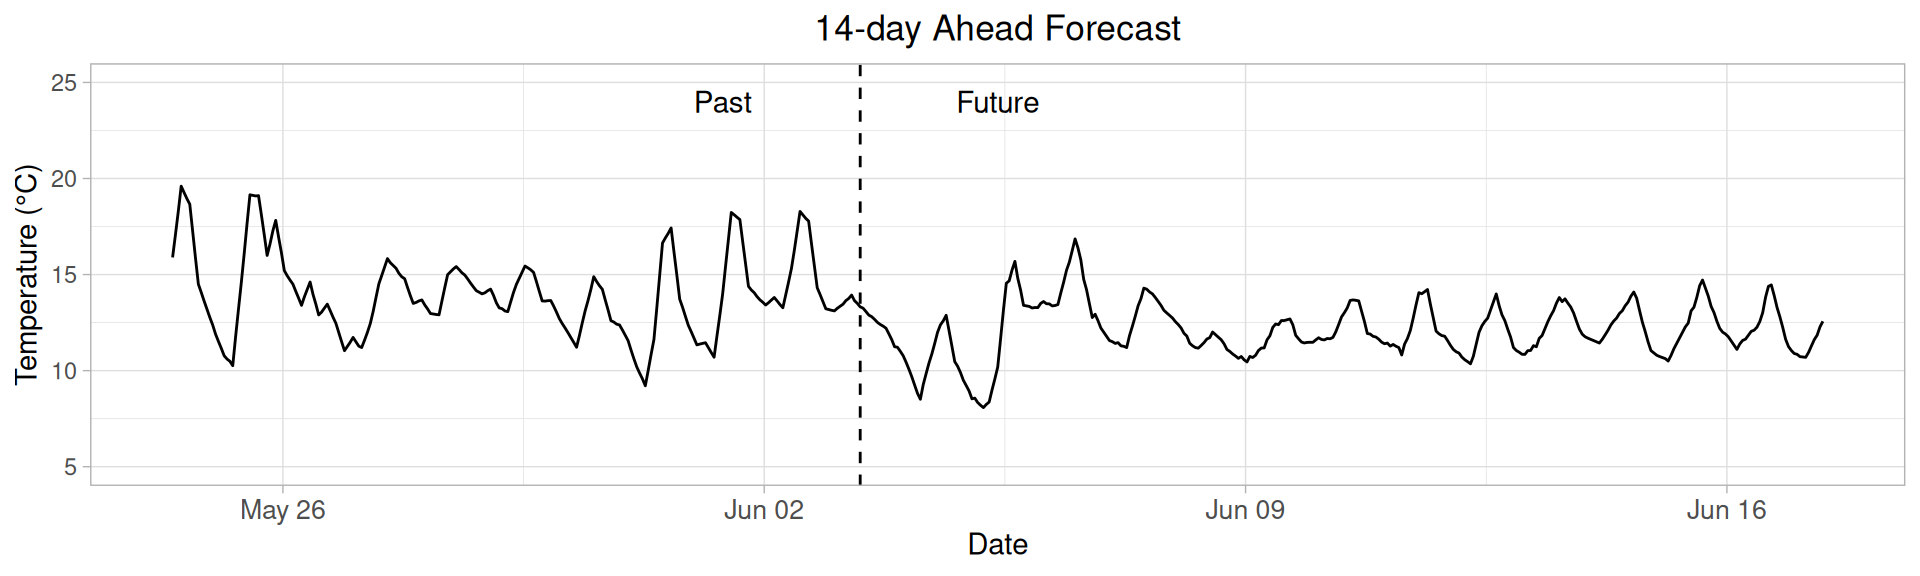 14-day Ahead Forecast
Past
Future
25
20
15
10
5
Temperature (°C)
May 26
Jun 02
Jun 09
Jun 16
Date